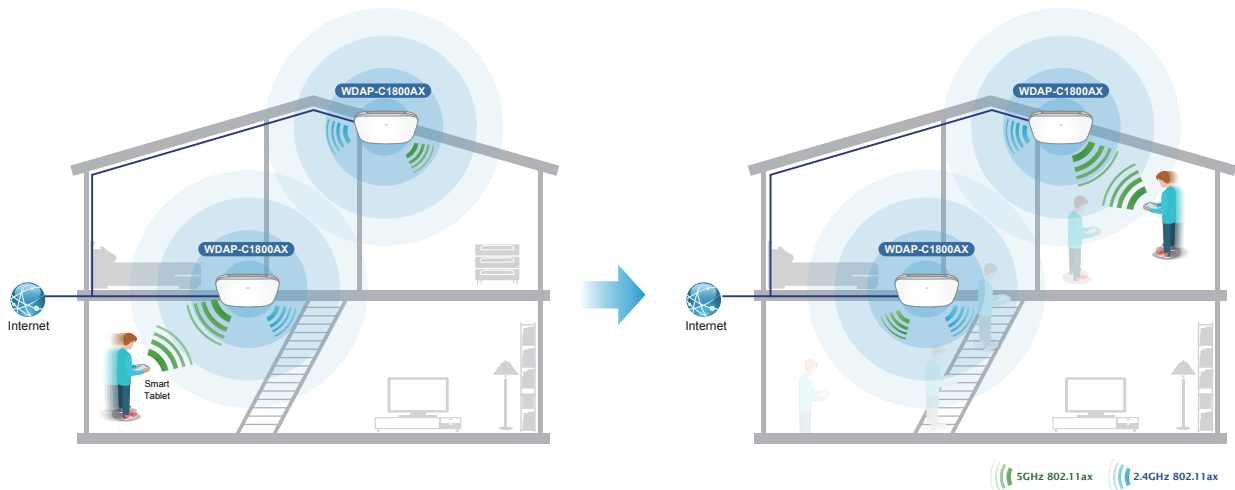 WDAP-C1800AX
WDAP-C1800AX
Internet
Smart
Tablet
WDAP-C1800AX
WDAP-C1800AX
Internet
5GHz 802.11ax
2.4GHz 802.11ax